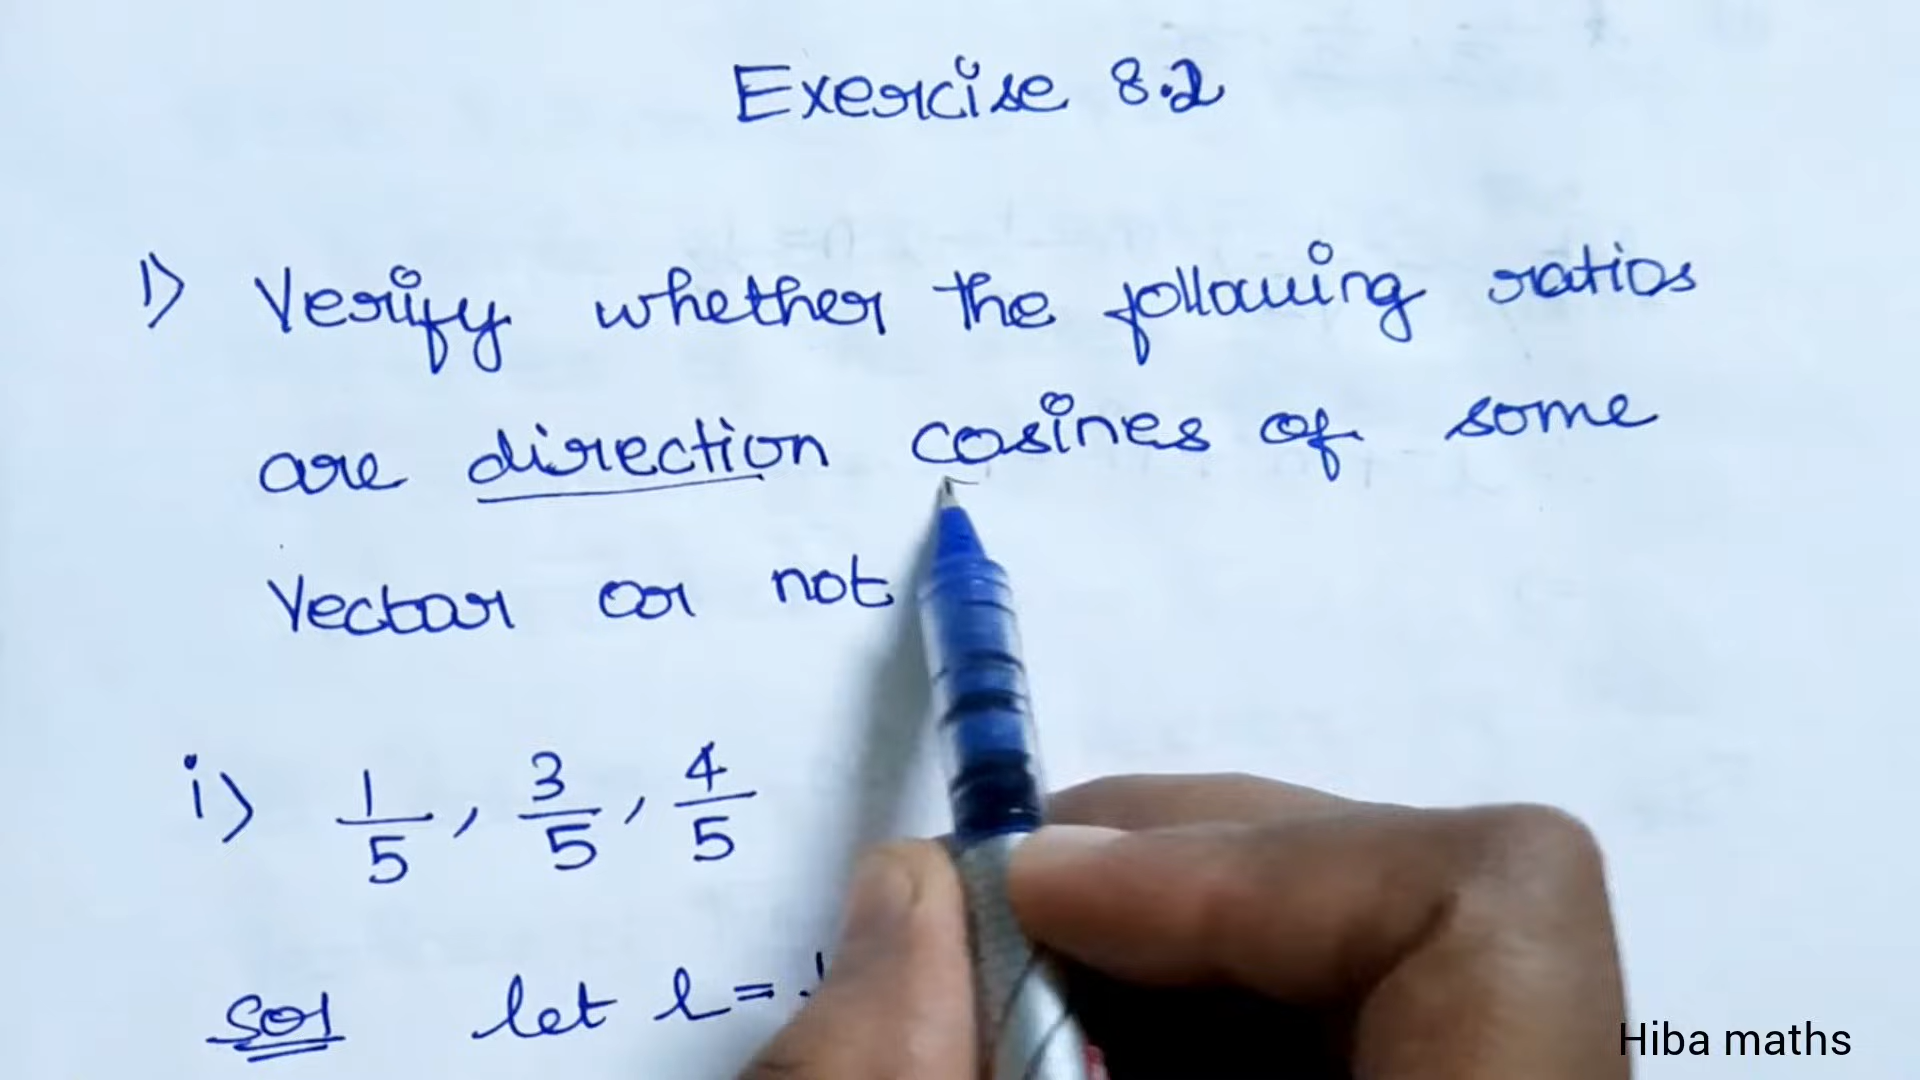 Exercise 8.2
1) Verify whether the following ratios
are direction cosines of some
Vector or not
i) 1/5, 3/5, 4/5
Sol let l =
Hiba maths